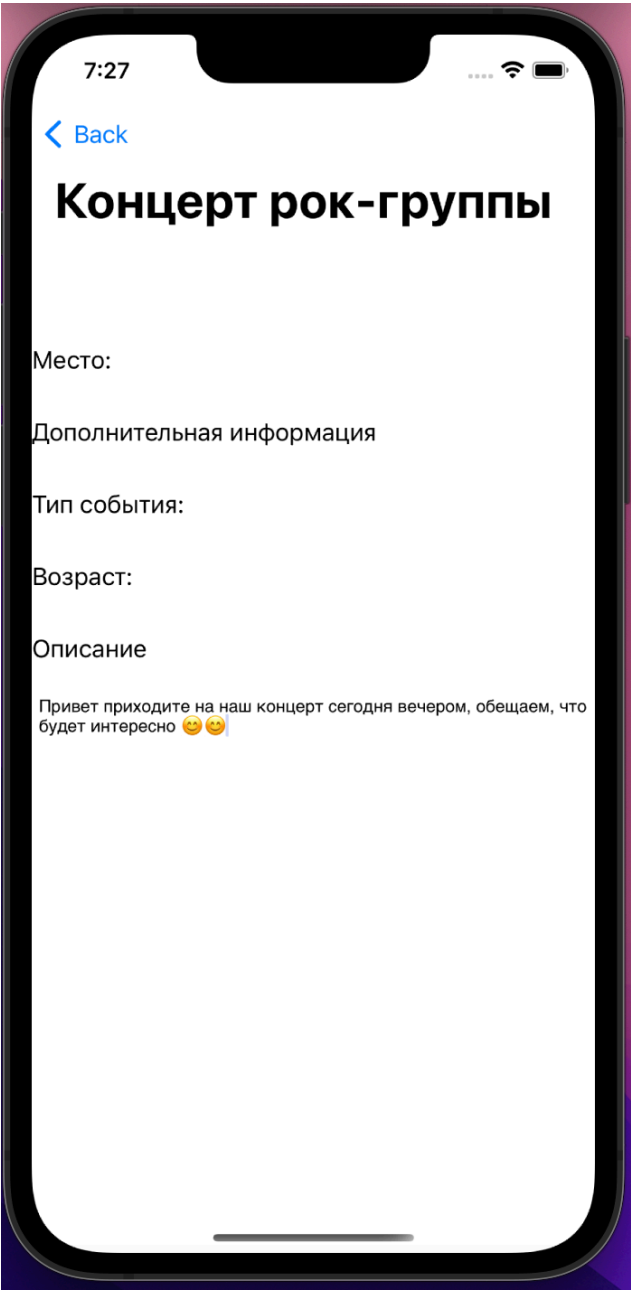 7:27
Back
Концерт рок-группы
Место:
Дополнительная информация
Тип события:
Возраст:
Описание
Привет приходите на наш концерт сегодня вечером, обещаем, что
будет интересно 😊😊